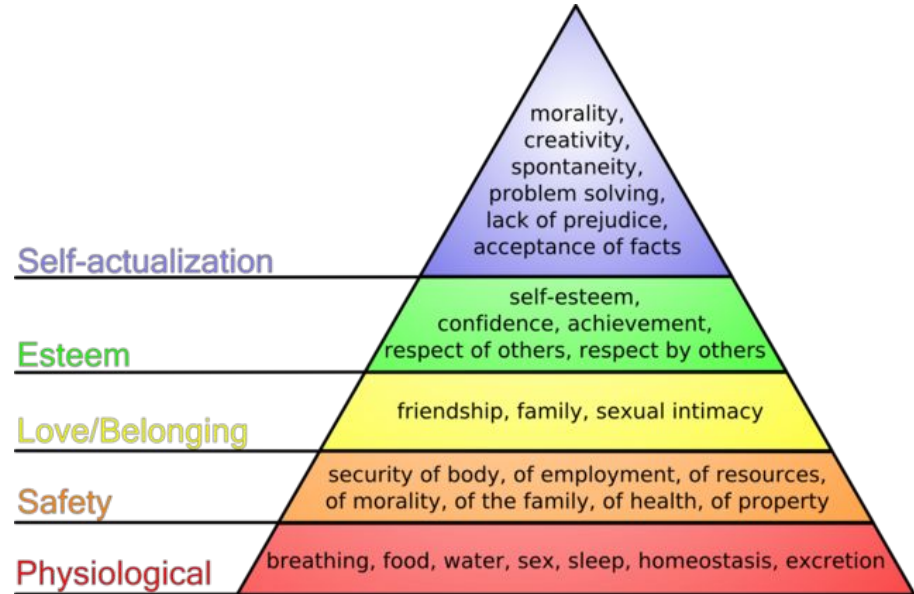 morality,
creativity,
spontaneity,
problem solving,
lack of prejudice,
acceptance of facts
Self-actualization
self-esteem,
confidence, achievement,
respect of others, respect by others
Esteem
friendship, family, sexual intimacy
Love/Belonging
security of body, of employment, of resources,
of morality, of the family, of health, of property
Safety
breathing, food, water, sex, sleep, homeostasis, excretion
Physiological